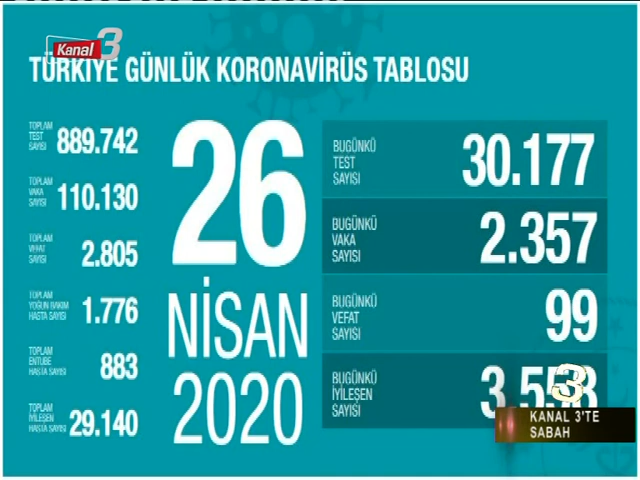 Kanal 3
TÜRKİYE GÜNLÜK KORONAVİRÜS TABLOSU
TOPLAM
TEST
SAYISI
889.742
TOPLAM
VAKA
SAYISI
110.130
TOPLAM
VEFAT
SAYISI
2.805
TOPLAM
YOĞUN BAKIM
HASTA SAYISI
1.776
TOPLAM
ENTUBE
HASTA SAYISI
883
TOPLAM
İYİLEŞEN
HASTA SAYISI
29.140
26
NİSAN
2020
BUGÜNKÜ
TEST
SAYISI
30.177
BUGÜNKÜ
VAKA
SAYISI
2.357
BUGÜNKÜ
VEFAT
SAYISI
99
BUGÜNKÜ
İYİLEŞEN
SAYISI
3.558
3
KANAL 3'TE
SABAH